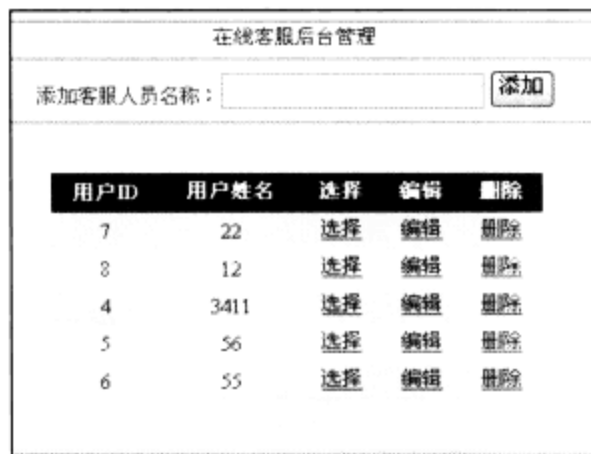 在线客服后台管理
添加客服人员名称： 添加
用户ID 用户姓名 选择 编辑 删除
7 22 选择 编辑 删除
8 12 选择 编辑 删除
4 3411 选择 编辑 删除
5 56 选择 编辑 删除
6 55 选择 编辑 删除